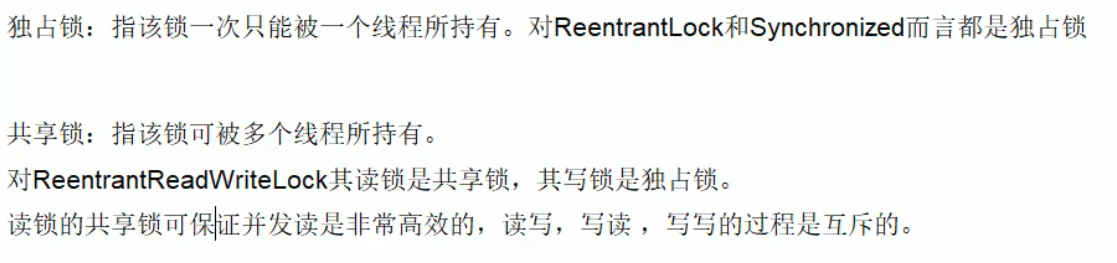 独占锁：指该锁一次只能被一个线程所持有。对ReentrantLock和Synchronized而言都是独占锁
共享锁：指该锁可被多个线程所持有。
对ReentrantReadWriteLock其读锁是共享锁，其写锁是独占锁。
读锁的共享锁可保证并发读是非常高效的，读写，写读 ，写写的过程是互斥的。